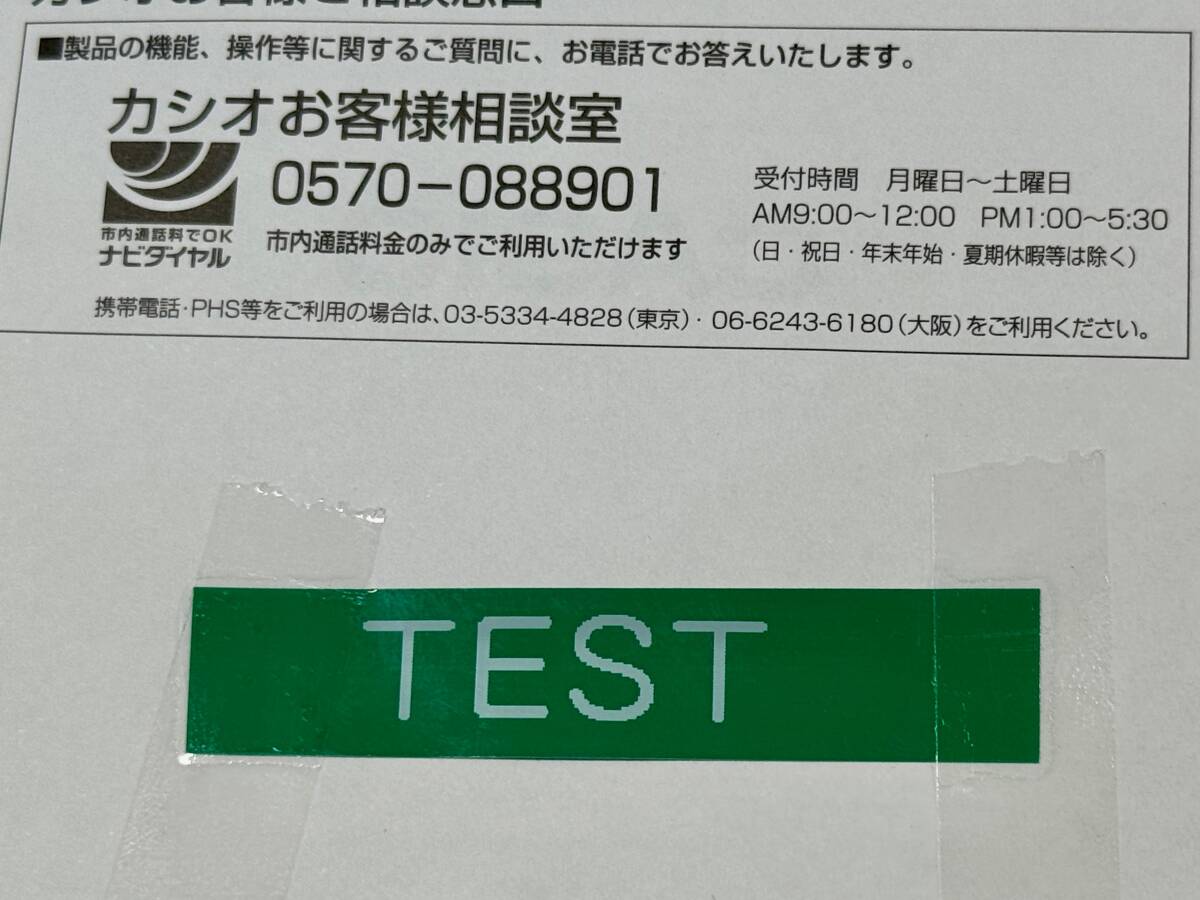 ■製品の機能、操作等に関するご質問に、お電話でお答えいたします。
カシオお客様相談室
0570−088901
市内通話料でOK
ナビダイヤル
市内通話料金のみでご利用いただけます
受付時間　月曜日〜土曜日
AM9:00〜12:00　PM1:00〜5:30
（日・祝日・年末年始・夏期休暇等は除く）
携帯電話・PHS等をご利用の場合は、03-5334-4828（東京）・06-6243-6180（大阪）をご利用ください。
TEST